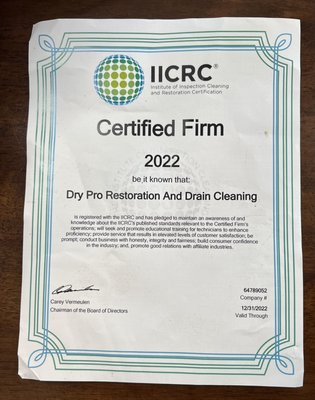 IICRC®
Institute of Inspection Cleaning
and Restoration Certification
Certified Firm
2022
be it known that:
Dry Pro Restoration And Drain Cleaning
is registered with the IICRC and has pledged to maintain an awareness of and
knowledge about the IICRC's published standards relevant to the Certified Firm's
operations; will seek and promote educational training for technicians to enhance
proficiency; provide service that results in elevated levels of customer satisfaction; be
prompt; conduct business with honesty, integrity and fairness; build consumer confidence
in the industry; and, promote good relations with affiliate industries.
64789052
Carey Vermeulen
Company #
12/31/2022
Chairman of the Board of Directors
Valid Through